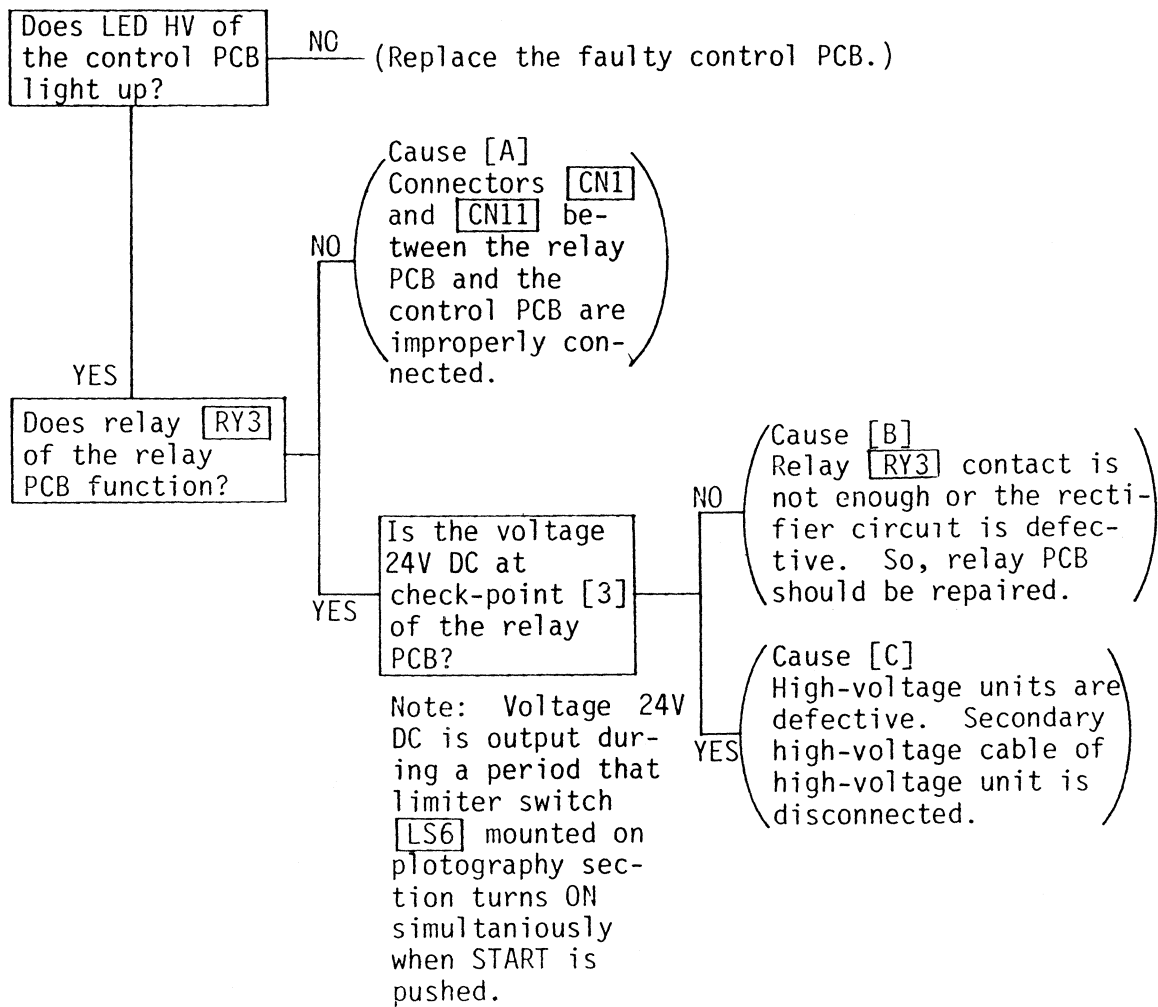 Does LED HV of
the control PCB
light up?
NO
(Replace the faulty control PCB.)
Cause [A]
Connectors CN1
and CN11 be-
tween the relay
PCB and the
control PCB are
improperly con-
nected.
NO
YES
Does relay RY3
of the relay
PCB function?
YES
Is the voltage
24V DC at
check-point [3]
of the relay
PCB?
Note: Voltage 24V
DC is output dur-
ing a period that
limiter switch
LS6 mounted on
plotography sec-
tion turns ON
simultaniously
when START is
pushed.
NO
Cause [B]
Relay RY3 contact is
not enough or the recti-
fier circuit is defec-
tive. So, relay PCB
should be repaired.
YES
Cause [C]
High-voltage units are
defective. Secondary
high-voltage cable of
high-voltage unit is
disconnected.